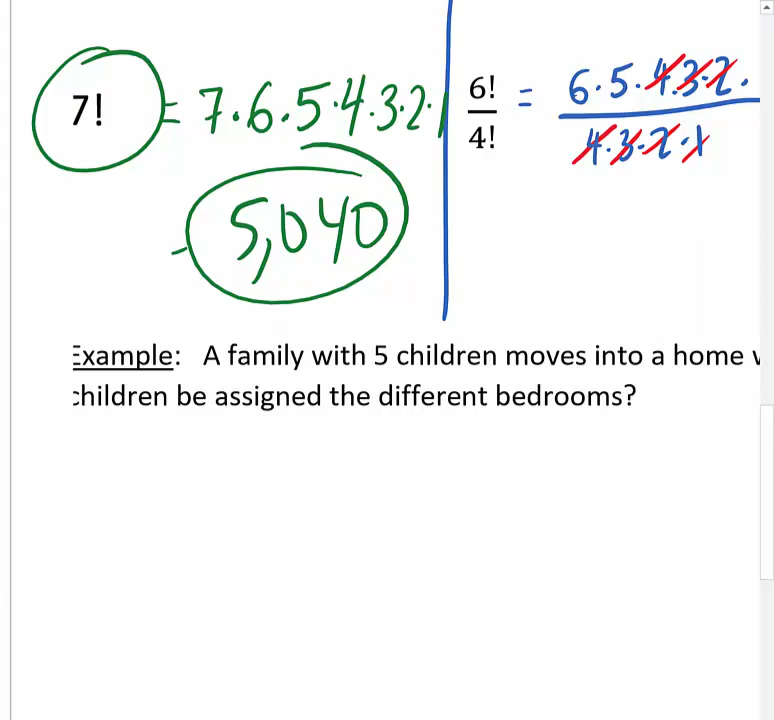 7! = 7·6·5·4·3·2·1
5,040
6!
4!
= 6·5·4·3·2·
4·3·2·1
Example: A family with 5 children moves into a home
children be assigned the different bedrooms?